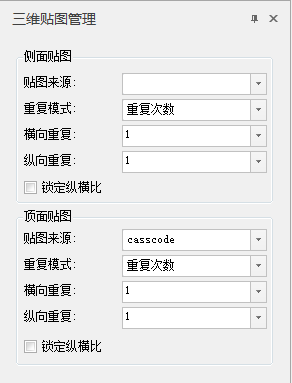 三维贴图管理
侧面贴图
贴图来源:
重复模式: 重复次数
横向重复: 1
纵向重复: 1
锁定纵横比
顶面贴图
贴图来源: casscode
重复模式: 重复次数
横向重复: 1
纵向重复: 1
锁定纵横比